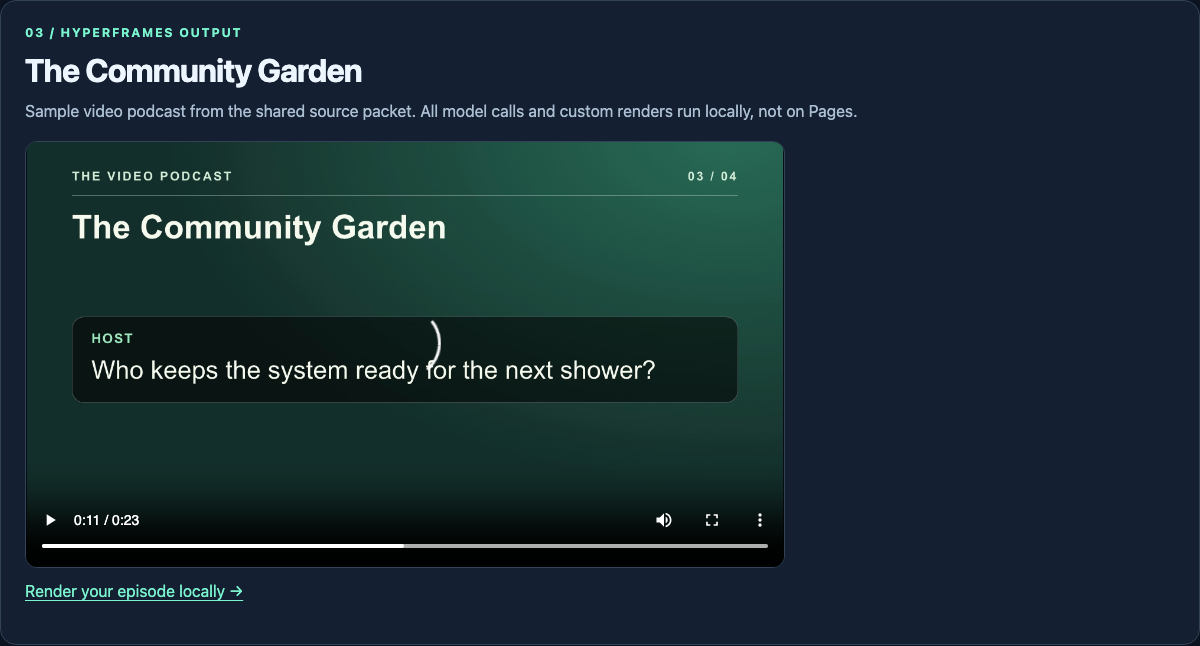 03 / HYPERFRAMES OUTPUT
The Community Garden
Sample video podcast from the shared source packet. All model calls and custom renders run locally, not on Pages.
THE VIDEO PODCAST 03 / 04
The Community Garden
HOST
Who keeps the system ready for the next shower?
0:11 / 0:23
Render your episode locally →